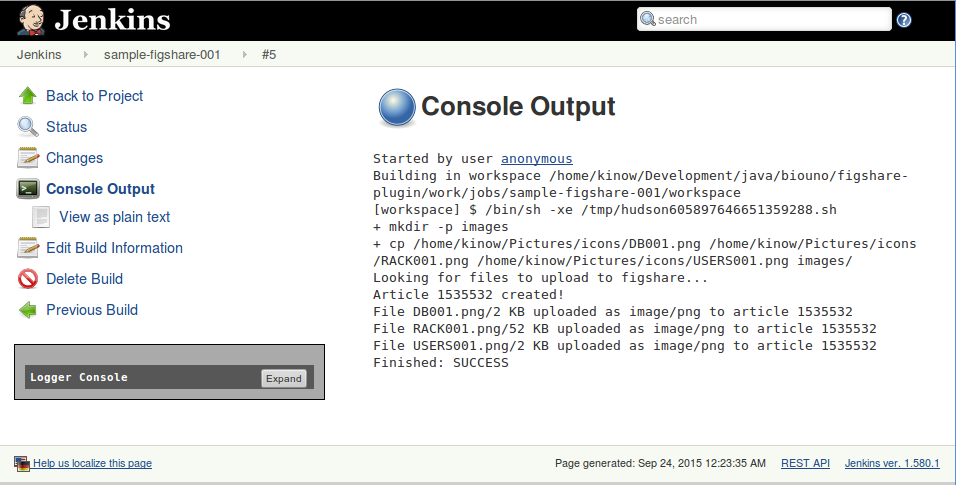 Jenkins
search
Jenkins sample-figshare-001 #5
Back to Project
Status
Changes
Console Output
View as plain text
Edit Build Information
Delete Build
Previous Build
Logger Console Expand
Console Output
Started by user anonymous
Building in workspace /home/kinow/Development/java/biouno/figshare-
plugin/work/jobs/sample-figshare-001/workspace
[workspace] $ /bin/sh -xe /tmp/hudson605897646651359288.sh
+ mkdir -p images
+ cp /home/kinow/Pictures/icons/DB001.png /home/kinow/Pictures/icons
/RACK001.png /home/kinow/Pictures/icons/USERS001.png images/
Looking for files to upload to figshare...
Article 1535532 created!
File DB001.png/2 KB uploaded as image/png to article 1535532
File RACK001.png/52 KB uploaded as image/png to article 1535532
File USERS001.png/2 KB uploaded as image/png to article 1535532
Finished: SUCCESS
Help us localize this page
Page generated: Sep 24, 2015 12:23:35 AM REST API Jenkins ver. 1.580.1